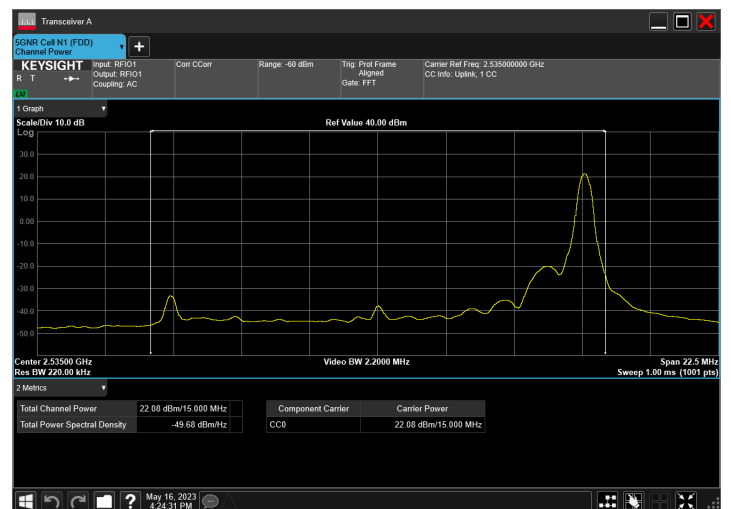 Transceiver A
5GNR Cell N1 (FDD)
Channel Power
KEYSIGHT
R T
LXI
Input: RFIO1
Output: RFIO1
Coupling: AC
Corr CCorr
Range: -60 dBm
Trig: Prot Frame
Aligned
Gate: FFT
Carrier Ref Freq: 2.535000000 GHz
CC Info: Uplink, 1 CC
1 Graph
Scale/Div 10.0 dB
Ref Value 40.00 dBm
Log
30.0
20.0
10.0
0.00
-10.0
-20.0
-30.0
-40.0
-50.0
Center 2.53500 GHz
Video BW 2.2000 MHz
Span 22.5 MHz
Res BW 220.00 kHz
Sweep 1.00 ms (1001 pts)
2 Metrics
Total Channel Power 22.08 dBm/15.000 MHz
Total Power Spectral Density -49.68 dBm/Hz
Component Carrier Carrier Power
CC0 22.08 dBm/15.000 MHz
?
May 16, 2023
4:24:31 PM